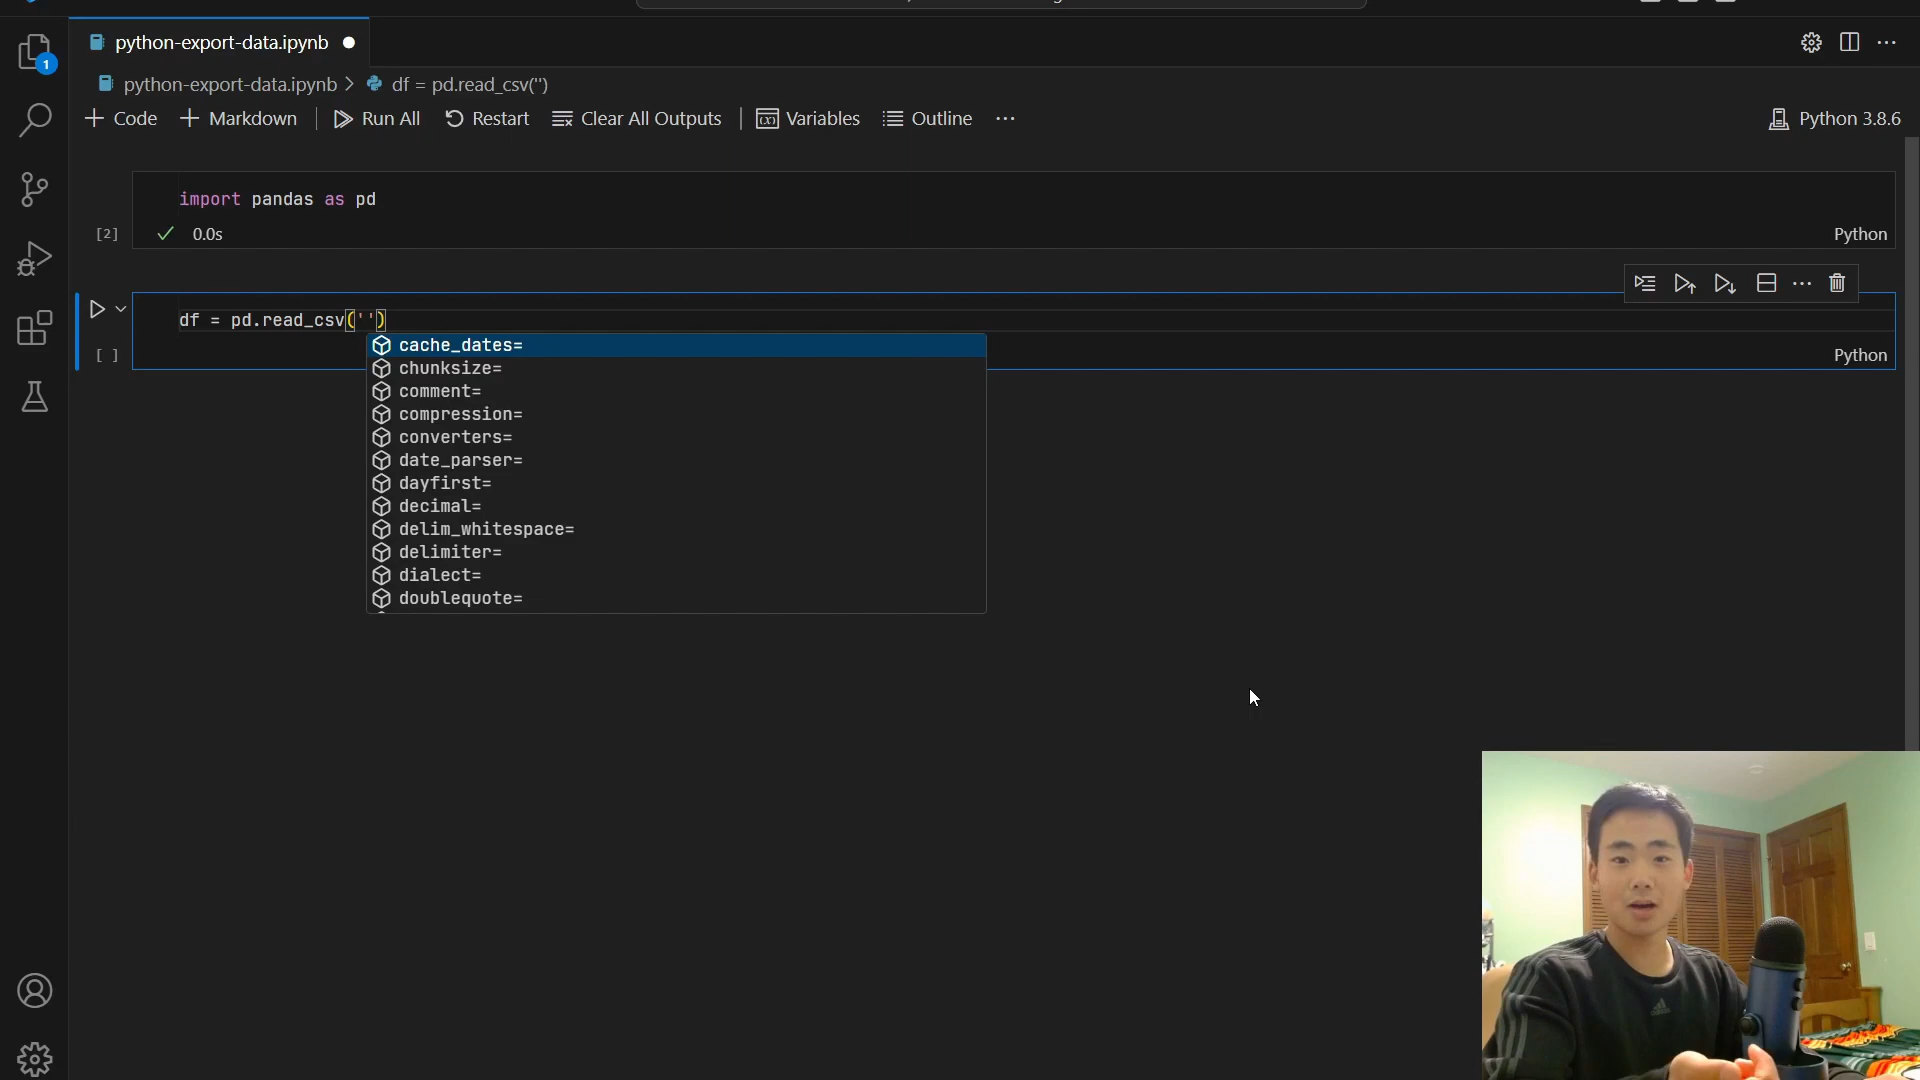 python-export-data.ipynb
1
python-export-data.ipynb > df = pd.read_csv('')
+ Code + Markdown Run All Restart Clear All Outputs Variables Outline ... Python 3.8.6
import pandas as pd
[2] 0.0s Python
df = pd.read_csv('')
[ ] Python
cache_dates=
chunksize=
comment=
compression=
converters=
date_parser=
dayfirst=
decimal=
delim_whitespace=
delimiter=
dialect=
doublequote=